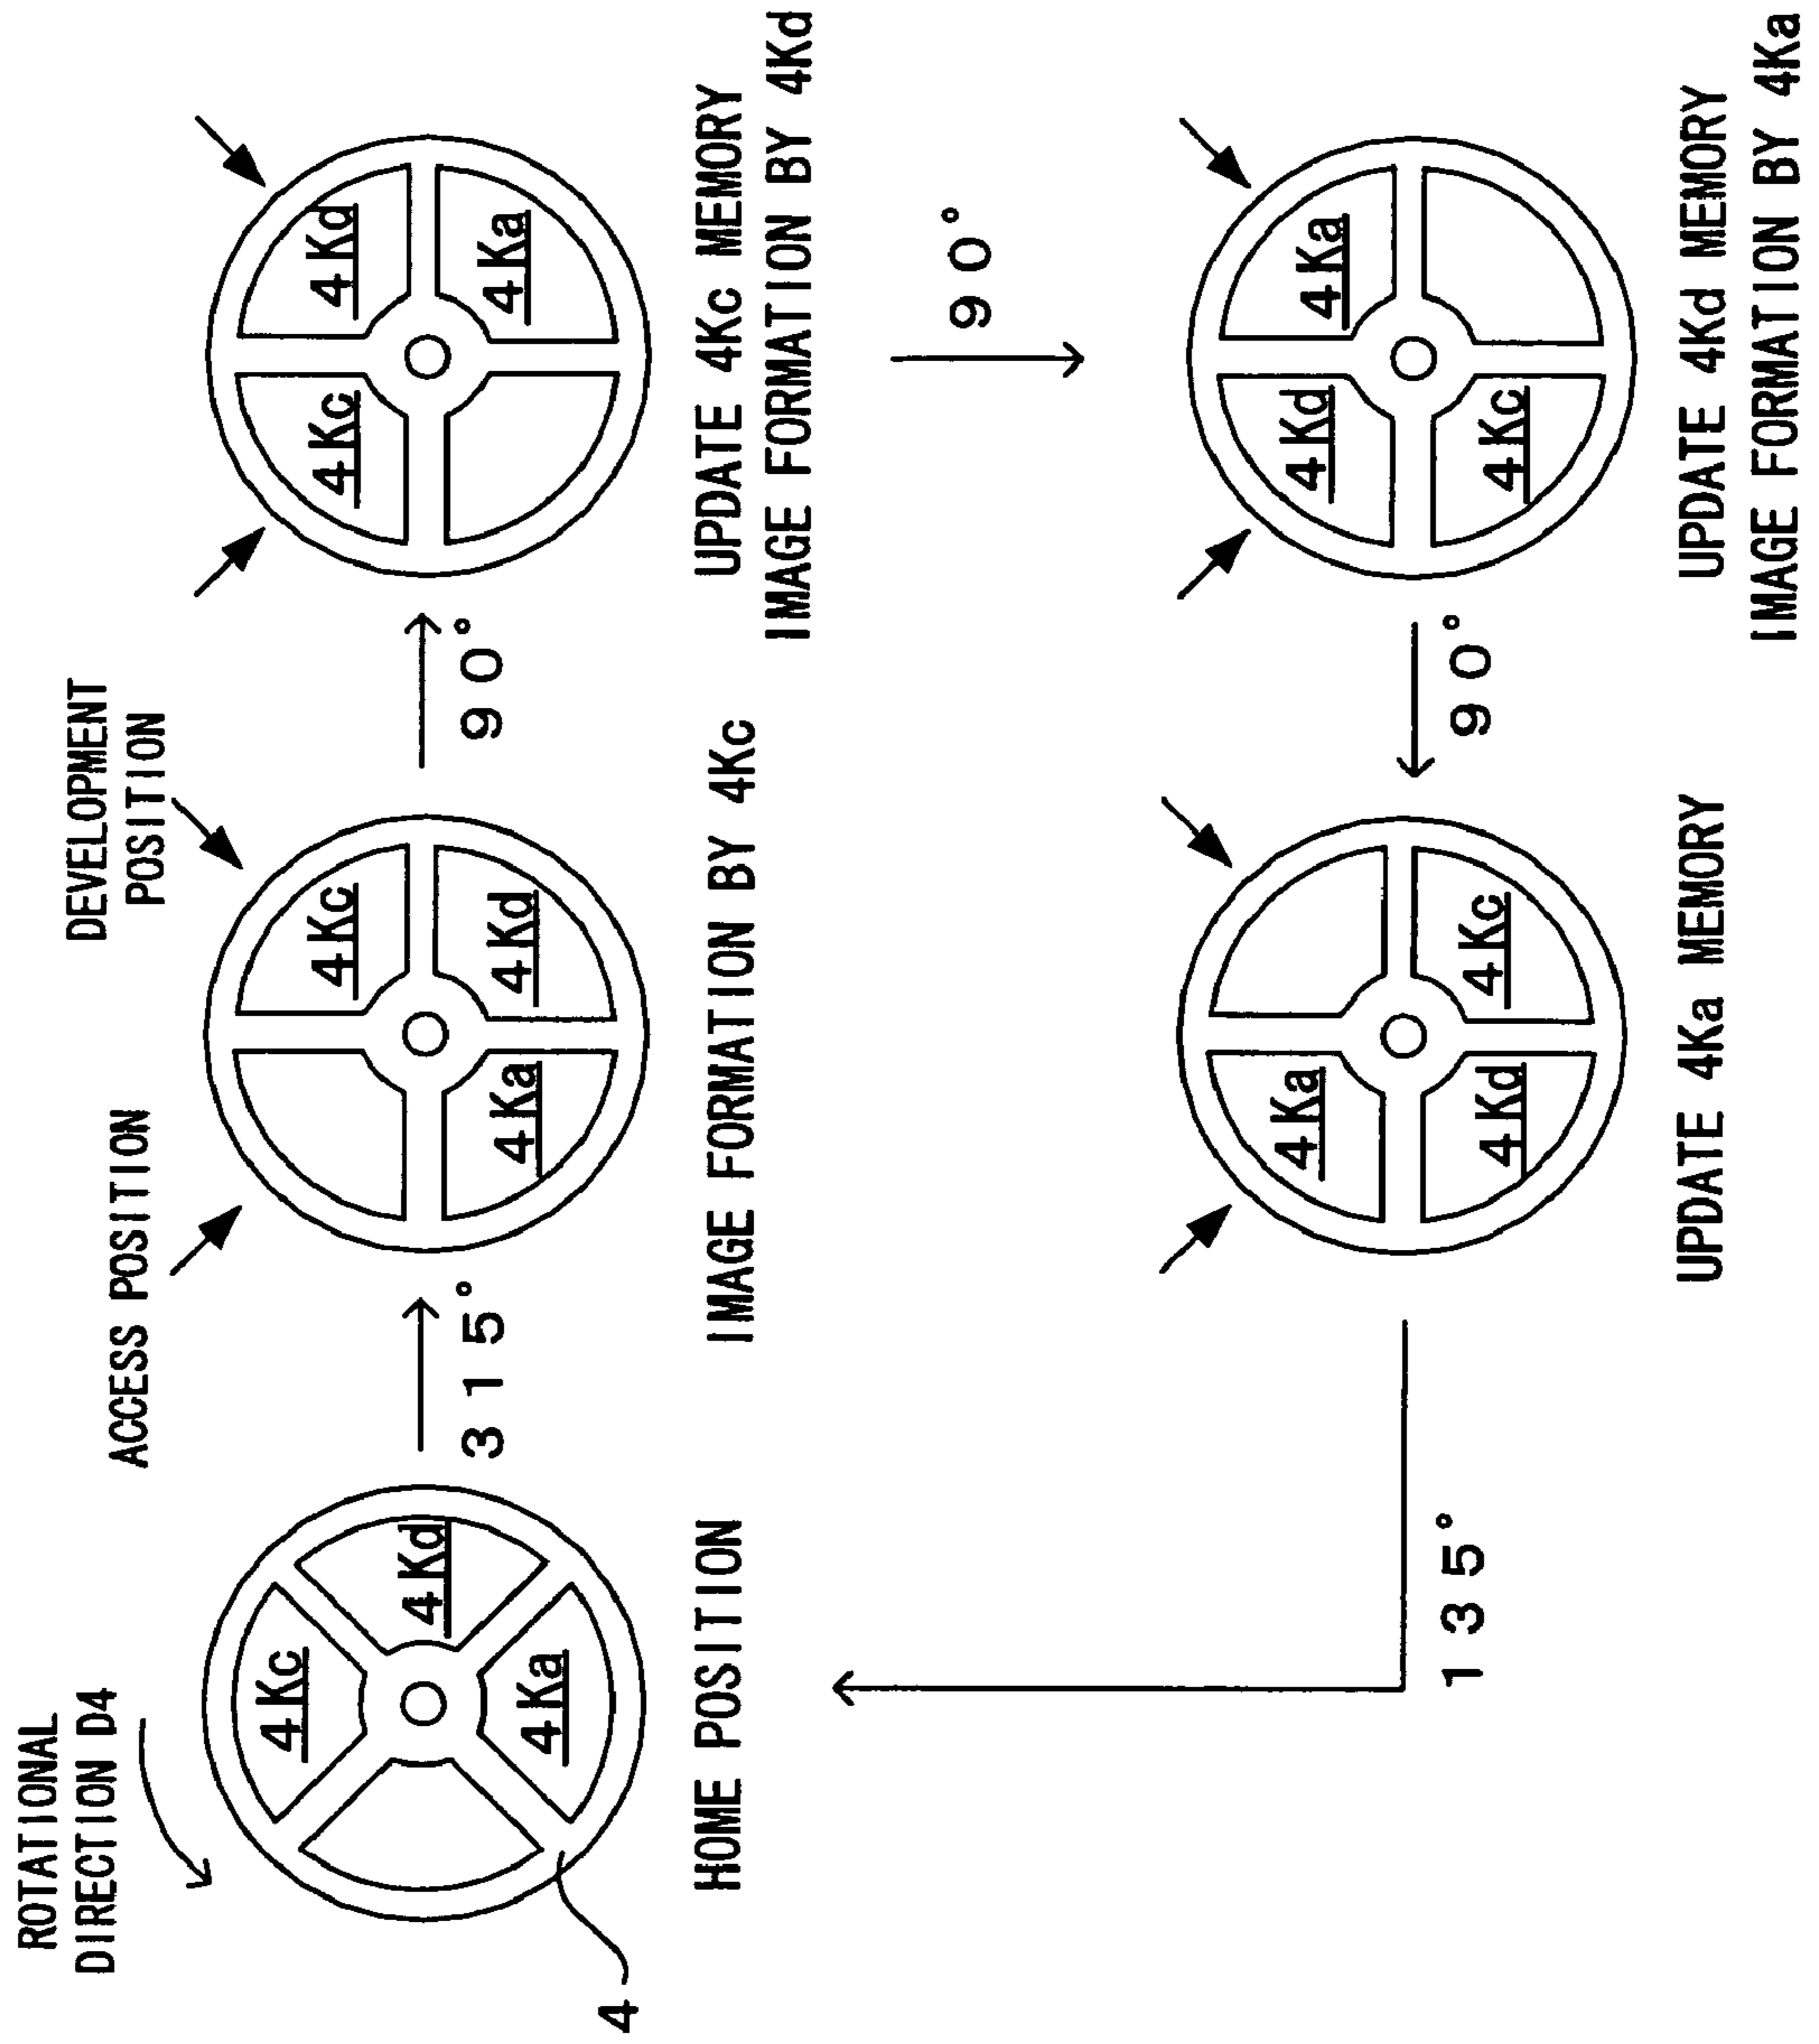 ROTATIONAL
DIRECTION D4
4
4Kc
4Kd
4Ka
HOME POSITION
315°
ACCESS POSITION
DEVELOPMENT
POSITION
4Kc
4Ka
4Kd
IMAGE FORMATION BY 4Kc
90°
4Kc
4Kd
4Ka
UPDATE 4Kc MEMORY
IMAGE FORMATION BY 4Kd
90°
4Kd
4Ka
4Kc
UPDATE 4Kd MEMORY
IMAGE FORMATION BY 4Ka
90°
4Ka
4Kd
4Kc
UPDATE 4Ka MEMORY
135°